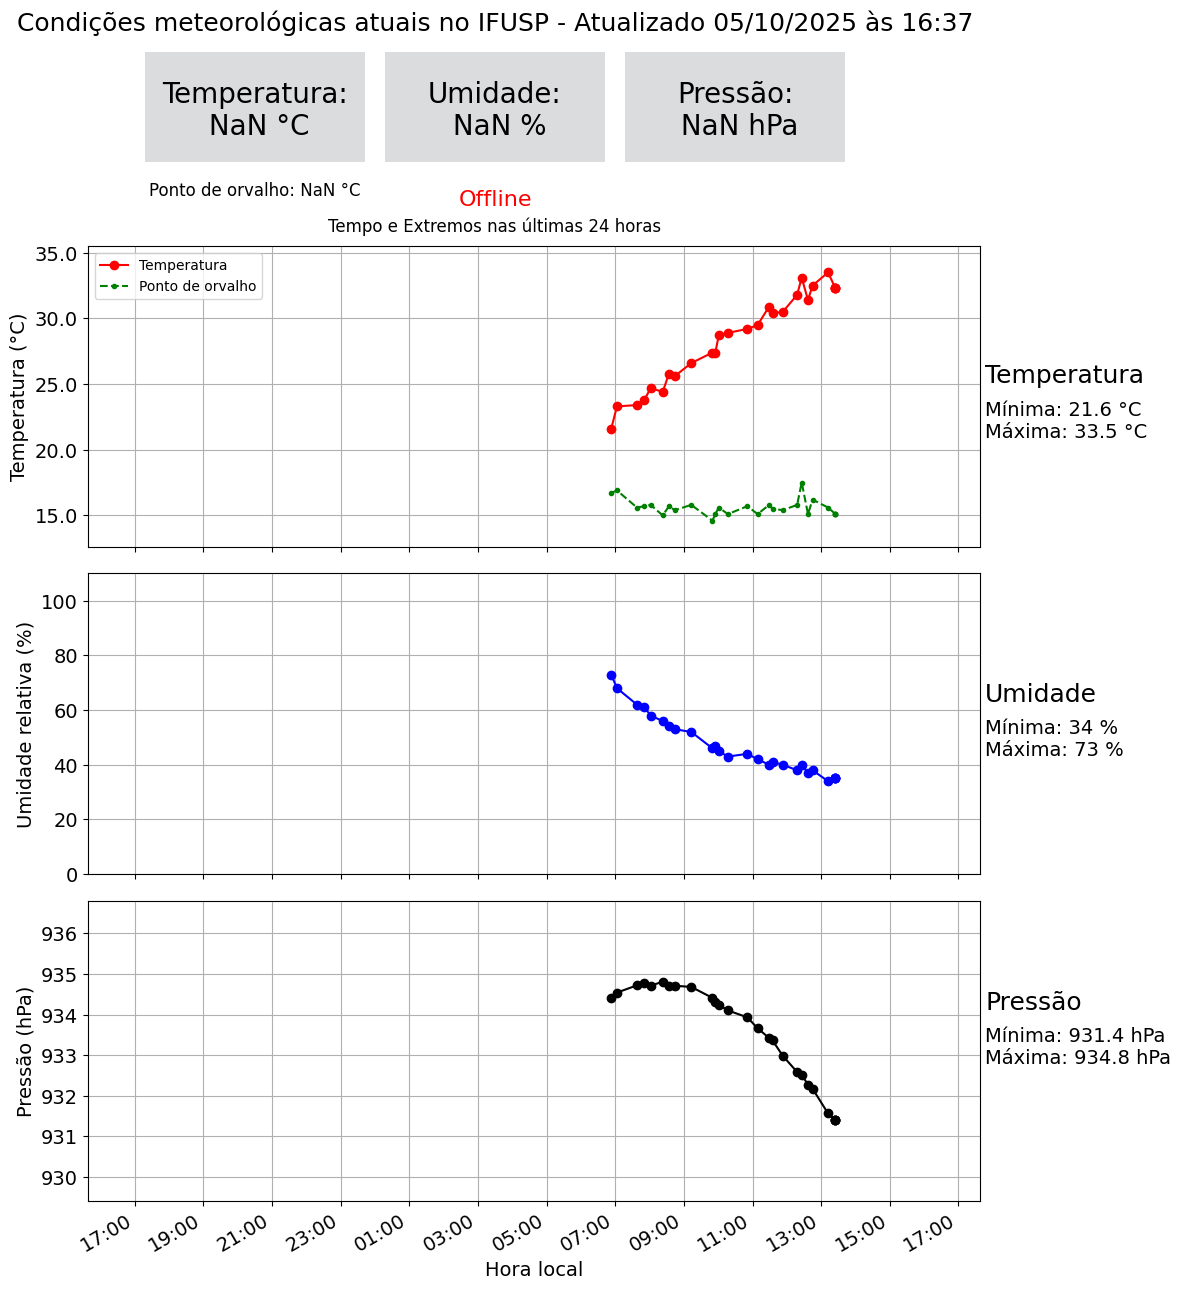 Condições meteorológicas atuais no IFUSP - Atualizado 05/10/2025 às 16:37
Temperatura:
NaN °C
Umidade:
NaN %
Pressão:
NaN hPa
Ponto de orvalho: NaN °C
Offline
Tempo e Extremos nas últimas 24 horas
Temperatura (°C)
35.0
30.0
25.0
20.0
15.0
Temperatura
Ponto de orvalho
Temperatura
Mínima: 21.6 °C
Máxima: 33.5 °C
Umidade relativa (%)
100
80
60
40
20
0
Umidade
Mínima: 34 %
Máxima: 73 %
Pressão (hPa)
936
935
934
933
932
931
930
Pressão
Mínima: 931.4 hPa
Máxima: 934.8 hPa
17:00 19:00 21:00 23:00 01:00 03:00 05:00 07:00 09:00 11:00 13:00 15:00 17:00
Hora local